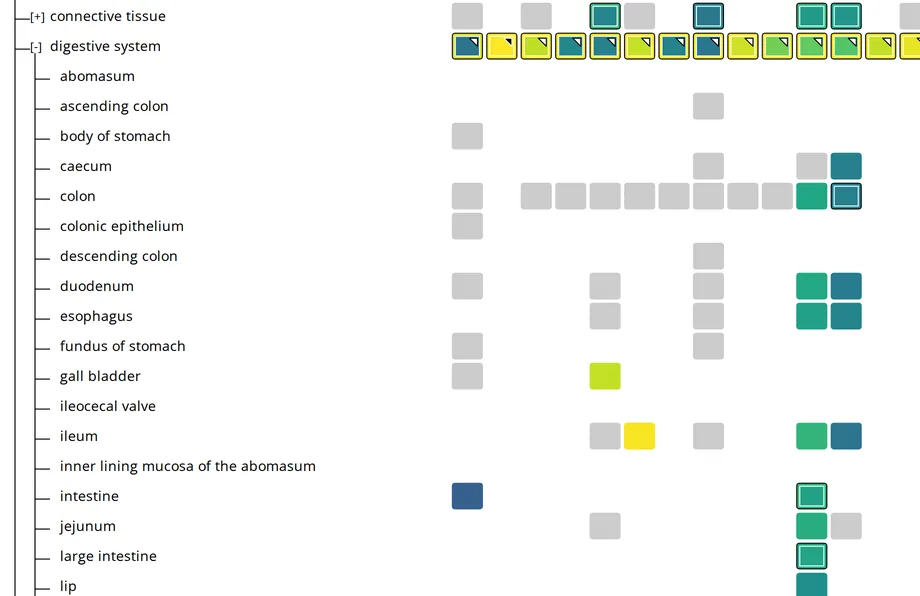 [+] connective tissue
[-] digestive system
abomasum
ascending colon
body of stomach
caecum
colon
colonic epithelium
descending colon
duodenum
esophagus
fundus of stomach
gall bladder
ileocecal valve
ileum
inner lining mucosa of the abomasum
intestine
jejunum
large intestine
lip